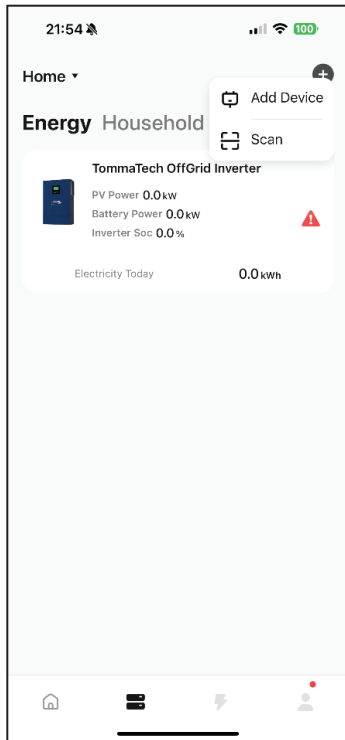 21:54
100
Home
Add Device
Energy Household
Scan
TommaTech OffGrid Inverter
PV Power 0.0 kw
Battery Power 0.0 kw
Inverter Soc 0.0 %
Electricity Today 0.0 kWh